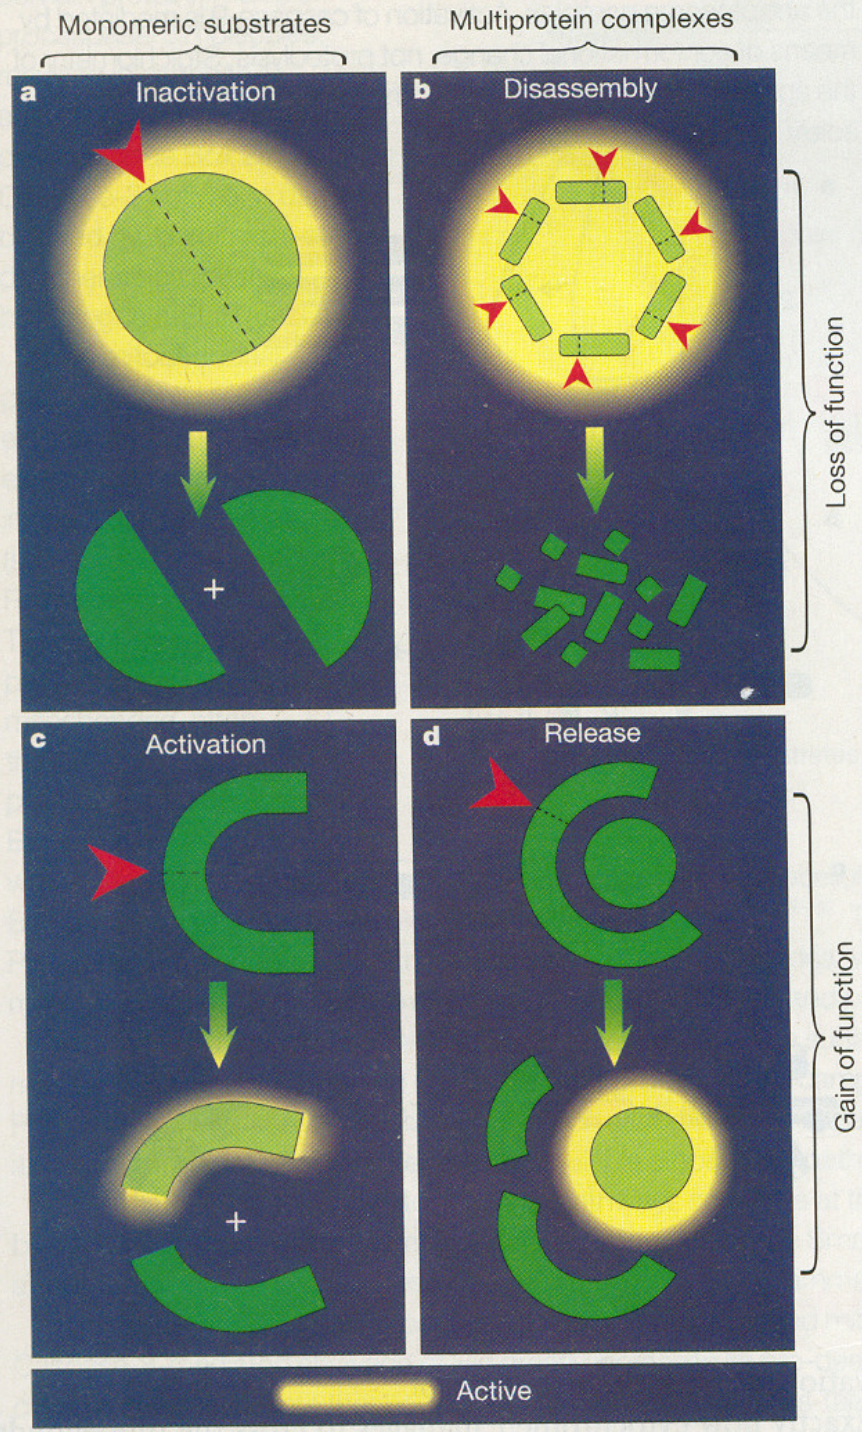 Monomeric substrates
Multiprotein complexes
a
Inactivation
b
Disassembly
Loss of function
+
c
Activation
d
Release
Gain of function
+
Active